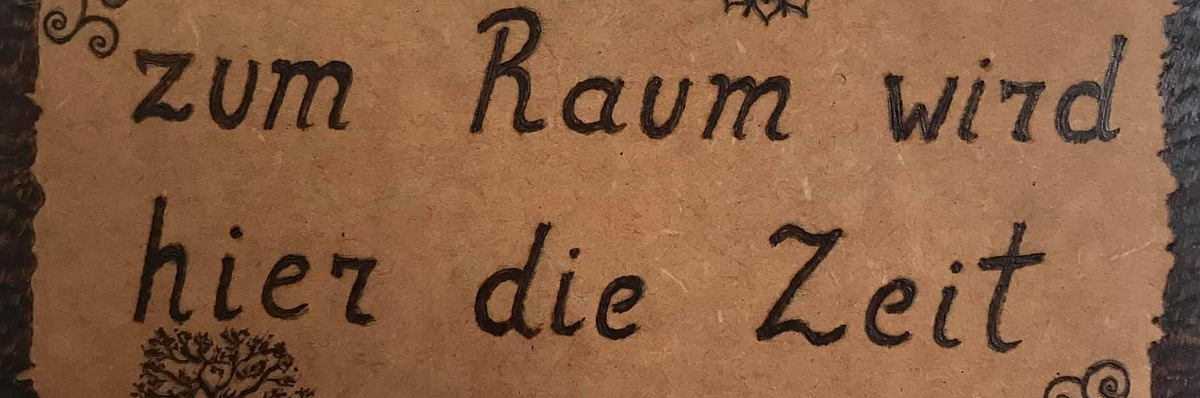 zum Raum wird
hier die Zeit